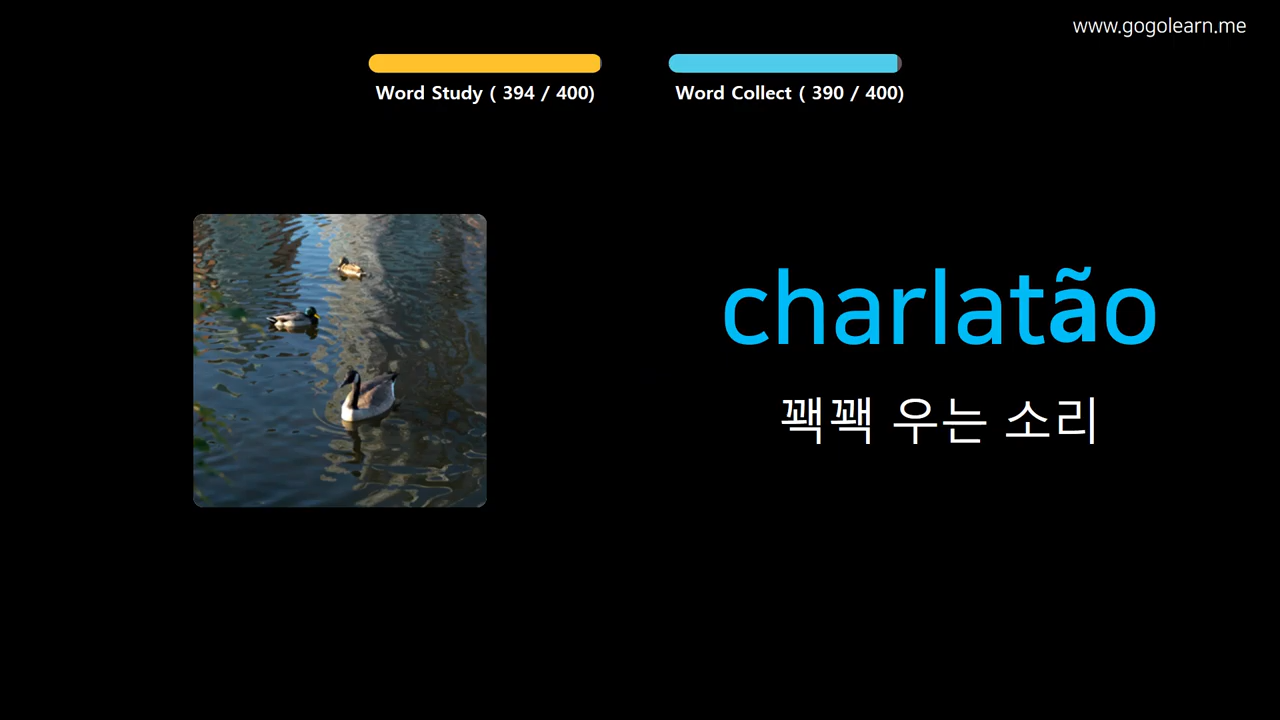 www.gogolearn.me
Word Study ( 394 / 400)
Word Collect ( 390 / 400)
charlatão
꽥꽥 우는 소리